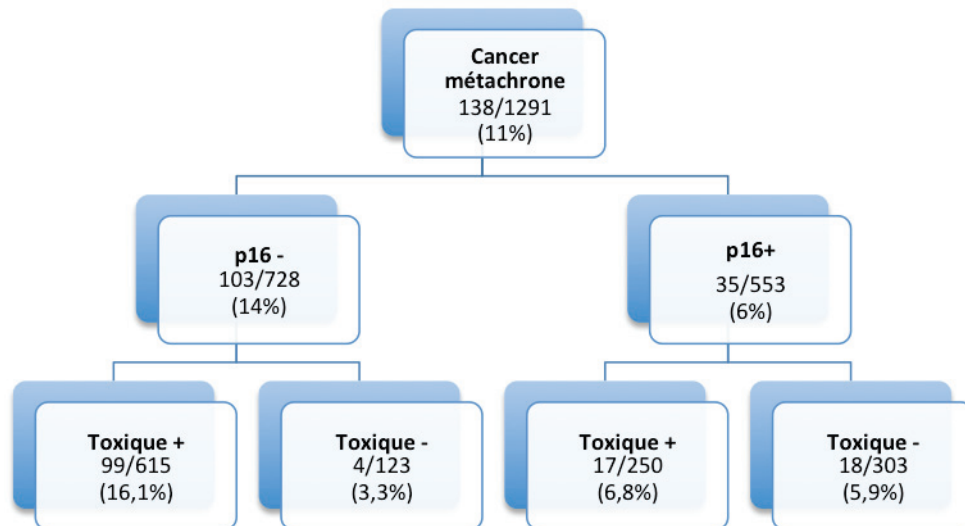 Cancer
métachrone
138/1291
(11%)
p16 -
103/728
(14%)
p16+
35/553
(6%)
Toxique +
99/615
(16,1%)
Toxique -
4/123
(3,3%)
Toxique +
17/250
(6,8%)
Toxique -
18/303
(5,9%)